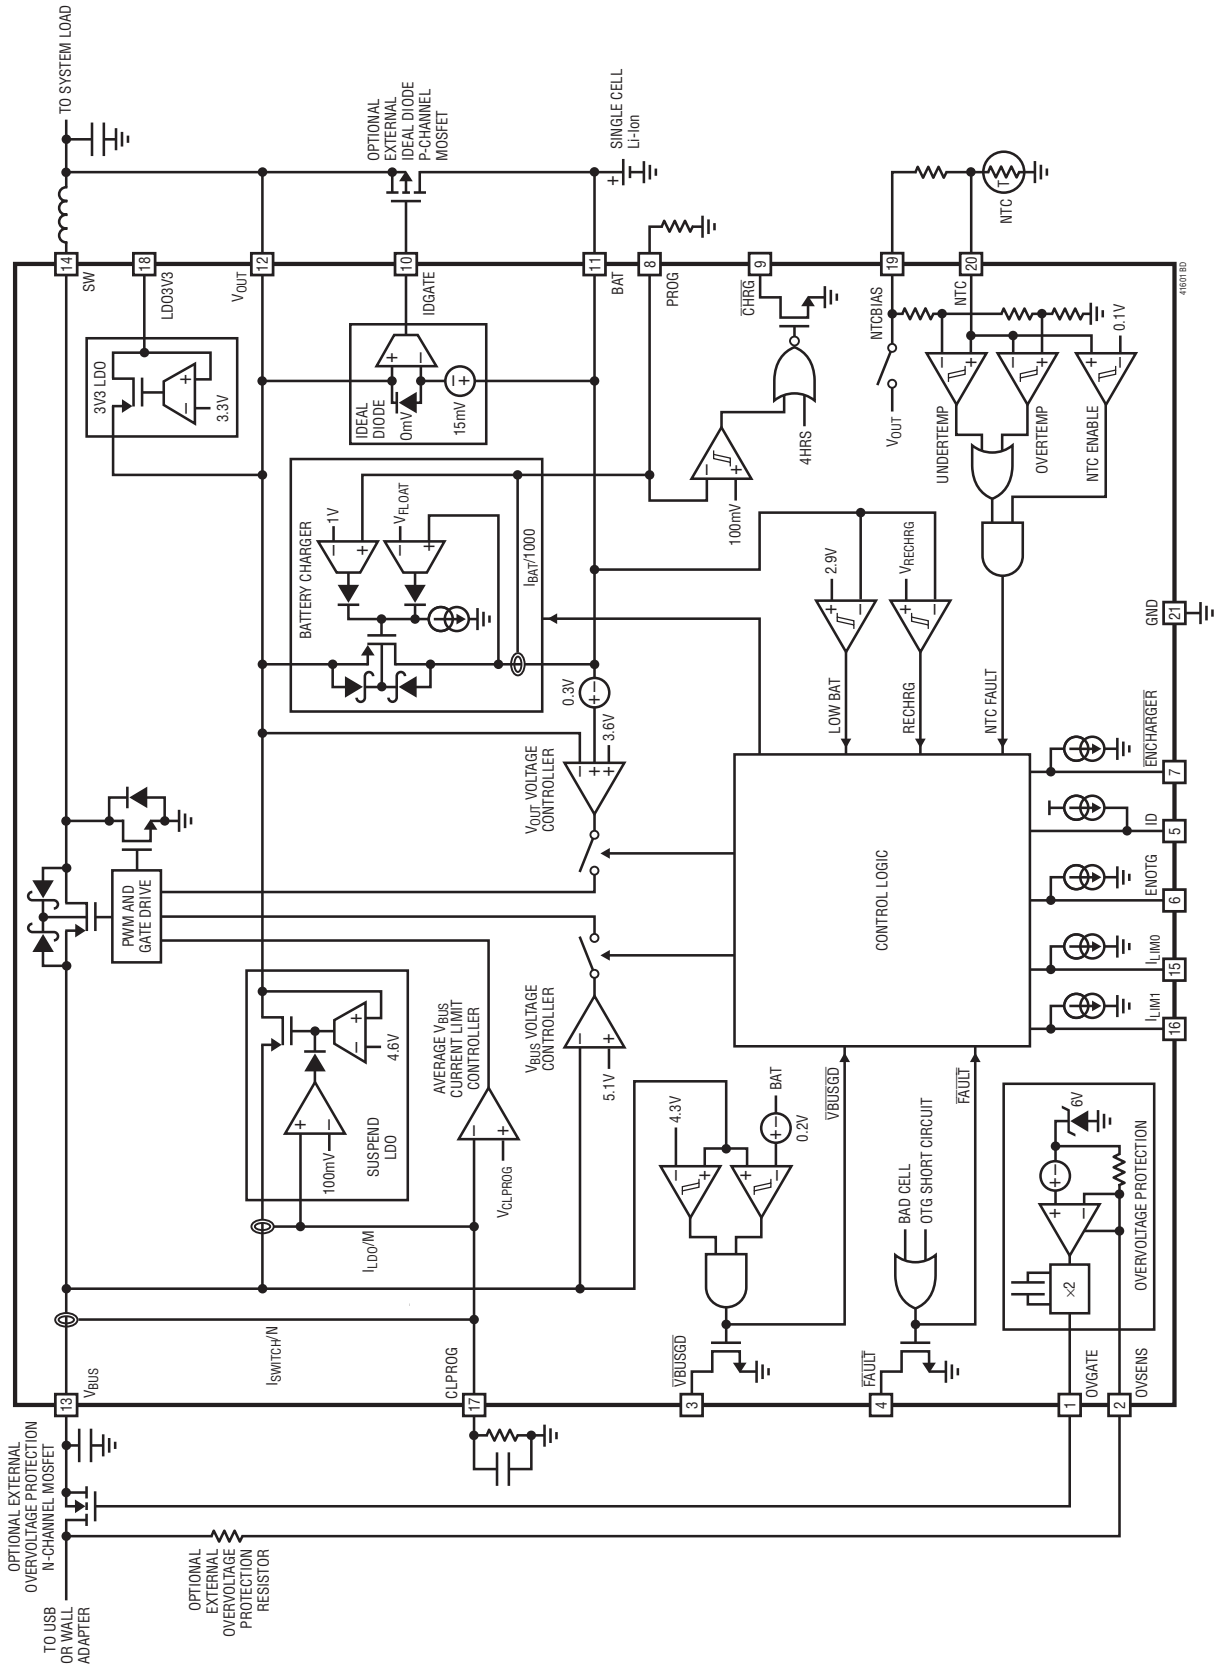 TO SYSTEM LOAD
OPTIONAL
EXTERNAL
IDEAL DIODE
P-CHANNEL
MOSFET
+
SINGLE CELL
Li-Ion
T
NTC
14
SW
18
LDO3V3
12
VOUT
10
IDGATE
11
BAT
8
PROG
9
CHRG
19
NTCBIAS
20
NTC
41601 BD
3V3 LDO
+
–
3.3V
IDEAL
DIODE
0mV
15mV
+
–
–
+
BATTERY CHARGER
1V
–
+
VFLOAT
–
+
IBAT/1000
100mV
–
+
4HRS
VOUT
–
+
–
+
+
–
0.1V
UNDERTEMP
OVERTEMP
NTC ENABLE
0.3V
+
–
3.6V
–
+
+
VOUT VOLTAGE
CONTROLLER
2.9V
+
–
VRECHRG
+
–
LOW BAT
RECHRG
NTC FAULT
GND
21
PWM AND
GATE DRIVE
CONTROL LOGIC
ENCHARGER
7
ID
5
ENOTG
6
ILIM0
15
ILIM1
16
+
–
4.6V
+
–
100mV
SUSPEND
LDO
AVERAGE VBUS
CURRENT LIMIT
CONTROLLER
–
+
VCLPROG
VBUS VOLTAGE
CONTROLLER
–
+
5.1V
ILDO/M
ISWITCH/N
4.3V
–
+
+
–
BAT
+
–
0.2V
VBUSGD
FAULT
BAD CELL
OTG SHORT CIRCUIT
6V
+
–
+
–
×2
OVERVOLTAGE PROTECTION
VBUS
13
CLPROG
17
VBUSGD
3
FAULT
4
OVGATE
1
OVSENS
2
OPTIONAL EXTERNAL
OVERVOLTAGE PROTECTION
N-CHANNEL MOSFET
TO USB
OR WALL
ADAPTER
OPTIONAL
EXTERNAL
OVERVOLTAGE
PROTECTION
RESISTOR